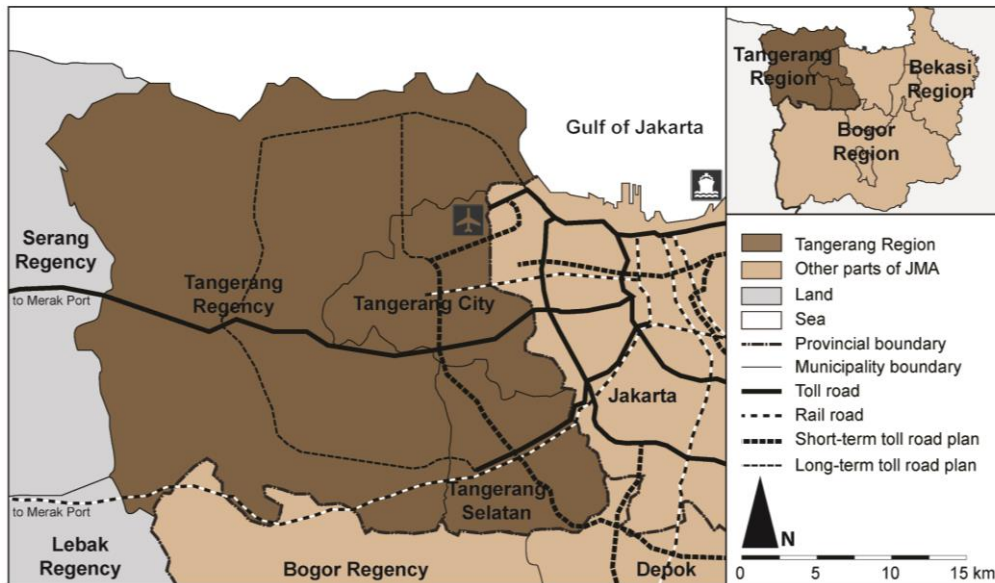 Gulf of Jakarta
Serang
Regency
to Merak Port
Tangerang
Regency
Tangerang City
Jakarta
Tangerang
Selatan
to Merak Port
Lebak
Regency
Bogor Regency
Depok
Tangerang
Region
Bekasi
Region
Bogor
Region
Tangerang Region
Other parts of JMA
Land
Sea
Provincial boundary
Municipality boundary
Toll road
Rail road
Short-term toll road plan
Long-term toll road plan
N
0 5 10 15 km